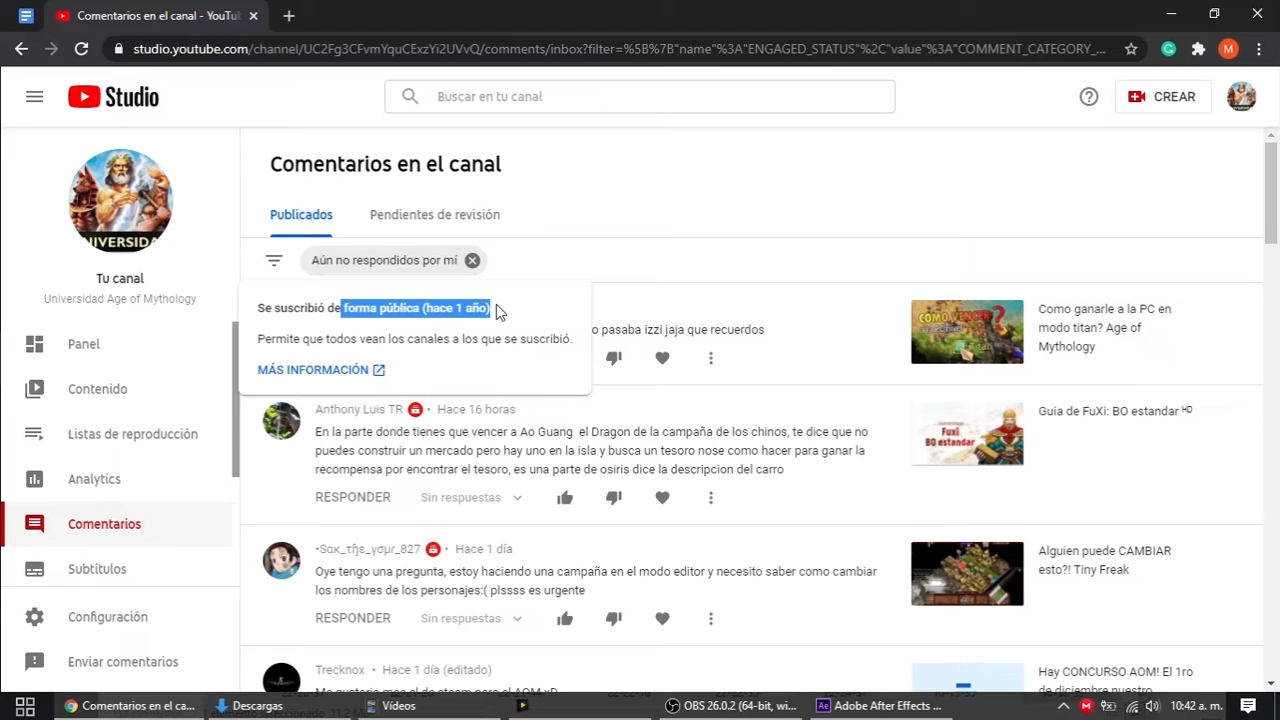 Comentarios en el canal - YouTu
studio.youtube.com/channel/UC2Fg3CFvmYquCExzYi2UVvQ/comments/inbox?filter=%5B%7B"name"%3A"ENGAGED_STATUS"%2C"value"%3A"COMMENT_CATEGORY_...
M
Studio
Buscar en tu canal
CREAR
UNIVERSIDA
Tu canal
Universidad Age of Mythology
Panel
Contenido
Listas de reproducción
Analytics
Comentarios
Subtítulos
Configuración
Enviar comentarios
Comentarios en el canal
Publicados
Pendientes de revisión
Aún no respondidos por mí
Se suscribió de forma pública (hace 1 año)
Permite que todos vean los canales a los que se suscribió.
MÁS INFORMACIÓN
o pasaba izzi jaja que recuerdos
COMO VENCER ?
Como ganarle a la PC en
modo titan? Age of
Mythology
Anthony Luis TR • Hace 16 horas
En la parte donde tienes que vencer a Ao Guang el Dragon de la campaña de los chinos, te dice que no
puedes construir un mercado pero hay uno en la isla y busca un tesoro nose como hacer para ganar la
recompensa por encontrar el tesoro, es una parte de osiris dice la descripcion del carro
RESPONDER
Sin respuestas
Fuxi
BO estandar
Guia de FuXi: BO estandar ᴴᴰ
•Sακ_τɧε_γσμɾ_827 • Hace 1 día
Oye tengo una pregunta, estoy haciendo una campaña en el modo editor y necesito saber como cambiar
los nombres de los personajes:( plssss es urgente
RESPONDER
Sin respuestas
Alguien puede CAMBIAR
esto?! Tiny Freak
Trecknox • Hace 1 día (editado)
Hay CONCURSO AOM! El 1ro
de diciembre nuestro
Comentarios en el ca...
Descargas
Vídeos
OBS 26.0.2 (64-bit, wi...
Adobe After Effects ...
10:42 a. m.